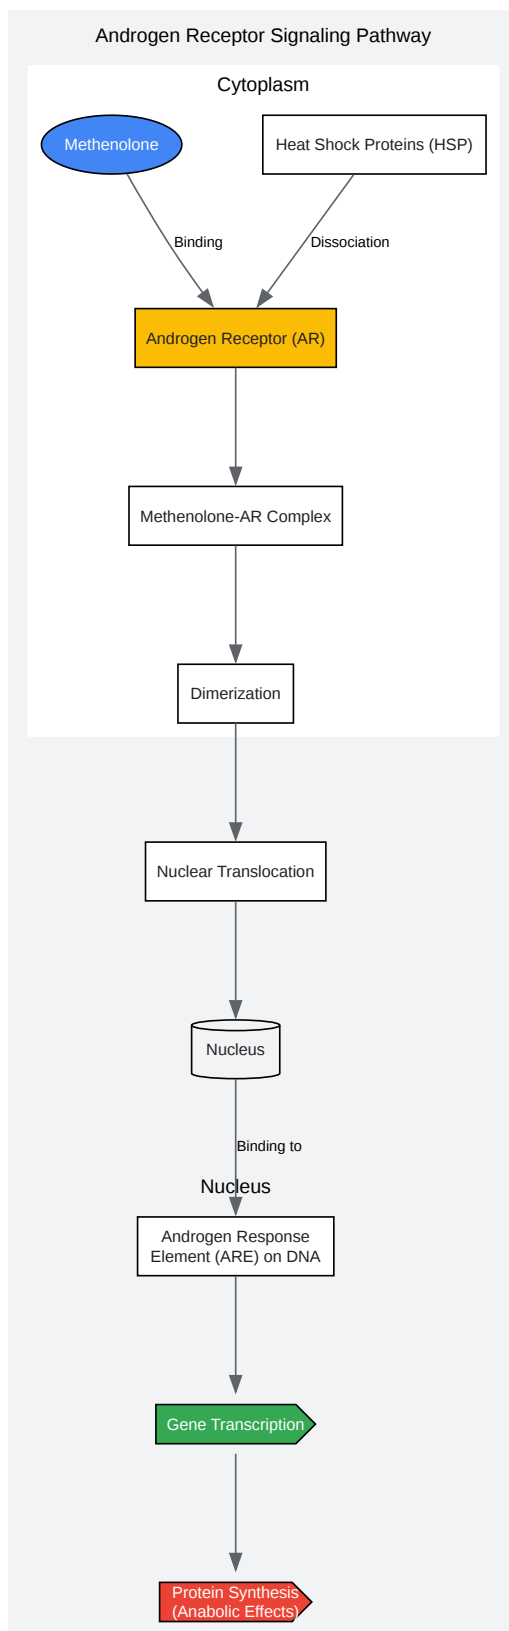 Androgen Receptor Signaling Pathway
Cytoplasm
Methenolone
Heat Shock Proteins (HSP)
Binding
Dissociation
Androgen Receptor (AR)
Methenolone-AR Complex
Dimerization
Nuclear Translocation
Nucleus
Binding to
Nucleus
Androgen Response
Element (ARE) on DNA
Gene Transcription
Protein Synthesis
(Anabolic Effects)